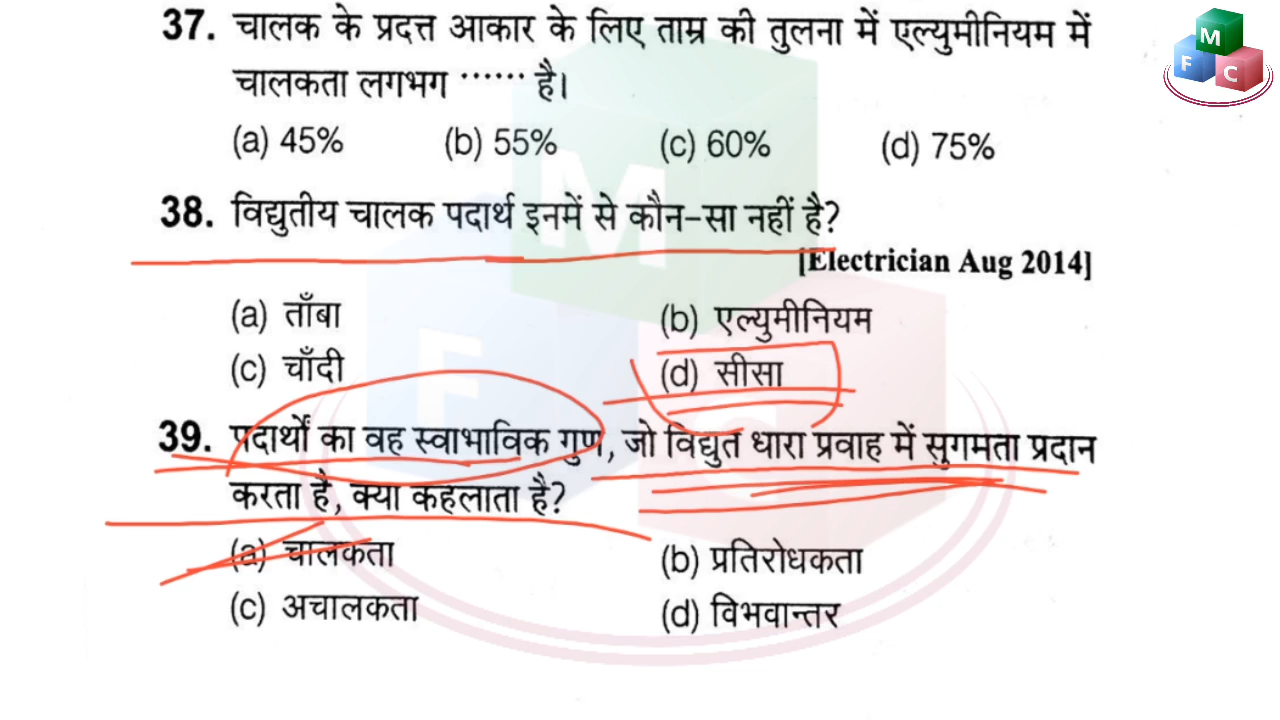 37. चालक के प्रदत्त आकार के लिए ताम्र की तुलना में एल्युमीनियम में
चालकता लगभग ······ है।
(a) 45% (b) 55% (c) 60% (d) 75%
38. विद्युतीय चालक पदार्थ इनमें से कौन-सा नहीं है?
[Electrician Aug 2014]
(a) ताँबा (b) एल्युमीनियम
(c) चाँदी (d) सीसा
39. पदार्थों का वह स्वाभाविक गुण, जो विद्युत धारा प्रवाह में सुगमता प्रदान
करता है, क्या कहलाता है?
(a) चालकता (b) प्रतिरोधकता
(c) अचालकता (d) विभवान्तर
M
F C
M
F C